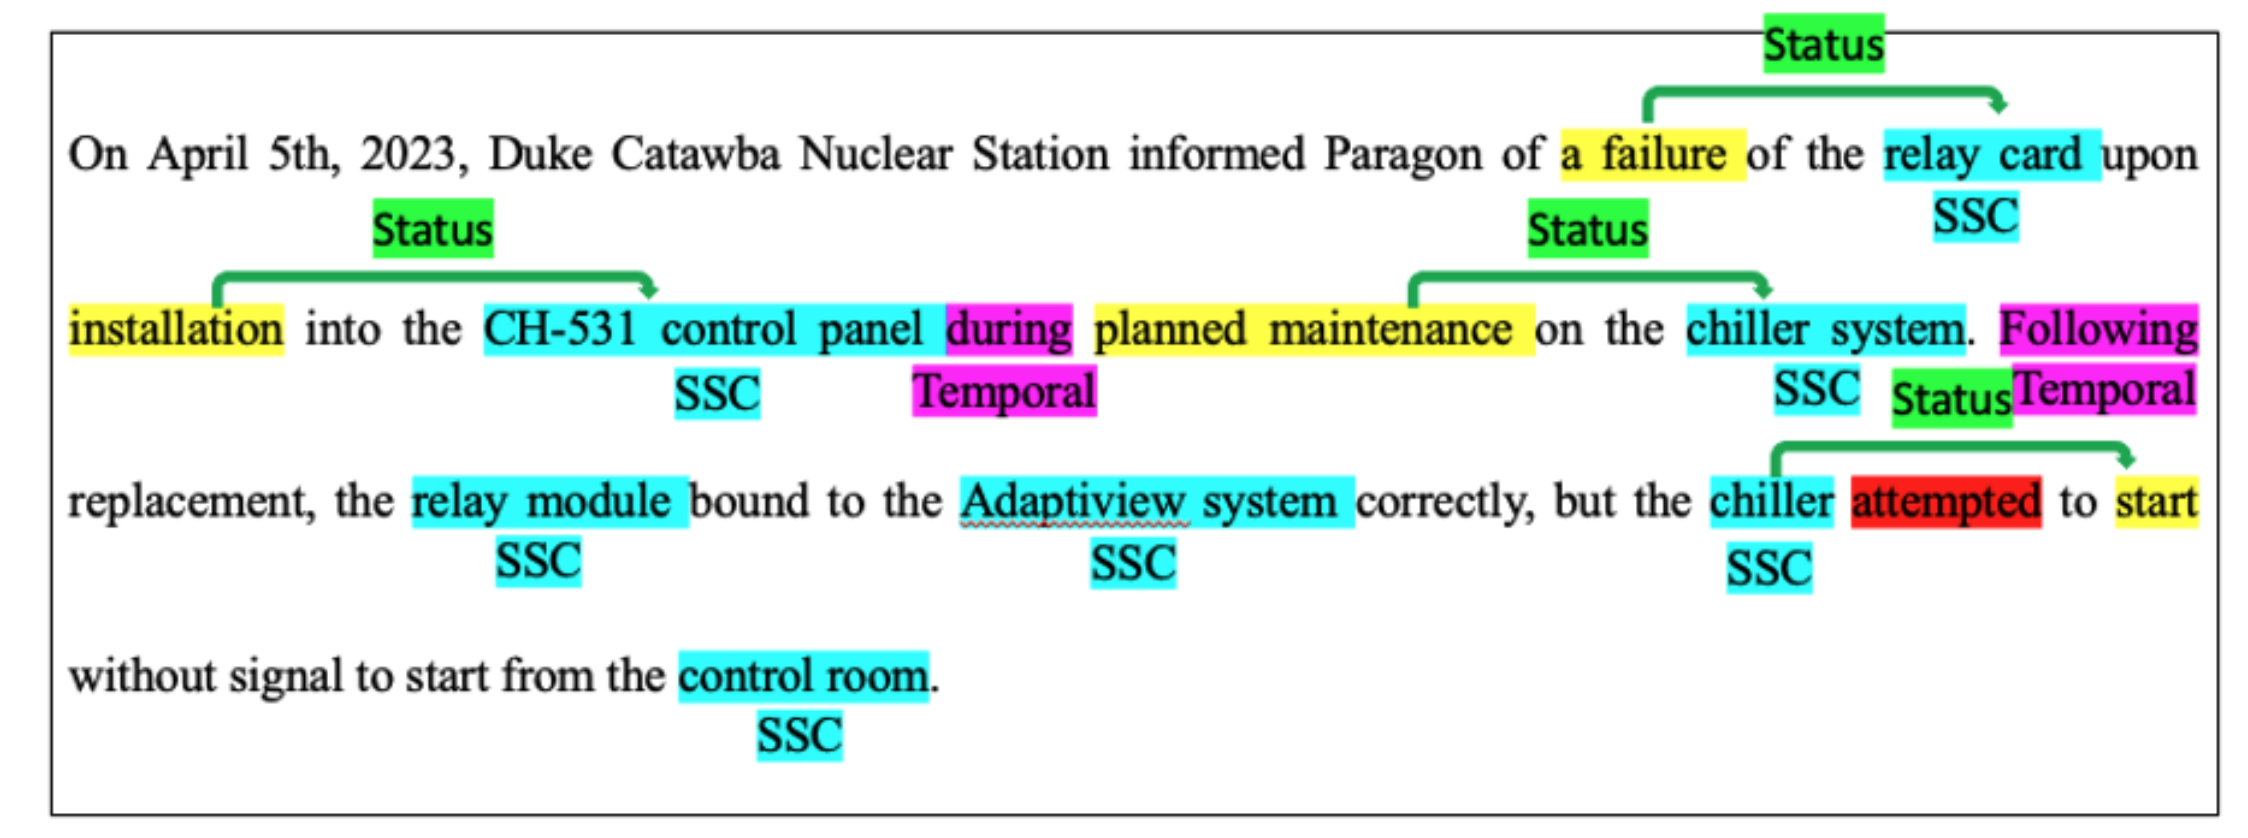 Status
On April 5th, 2023, Duke Catawba Nuclear Station informed Paragon of a failure of the relay card upon
SSC
Status Status
installation into the CH-531 control panel during planned maintenance on the chiller system. Following
SSC Temporal SSC Status Temporal
replacement, the relay module bound to the Adaptiview system correctly, but the chiller attempted to start
SSC SSC SSC
without signal to start from the control room.
SSC